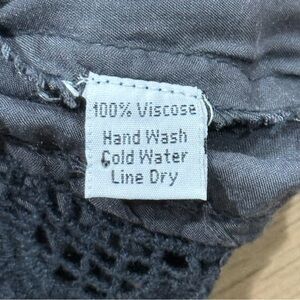 100% Viscose
Hand Wash
Cold Water
Line Dry